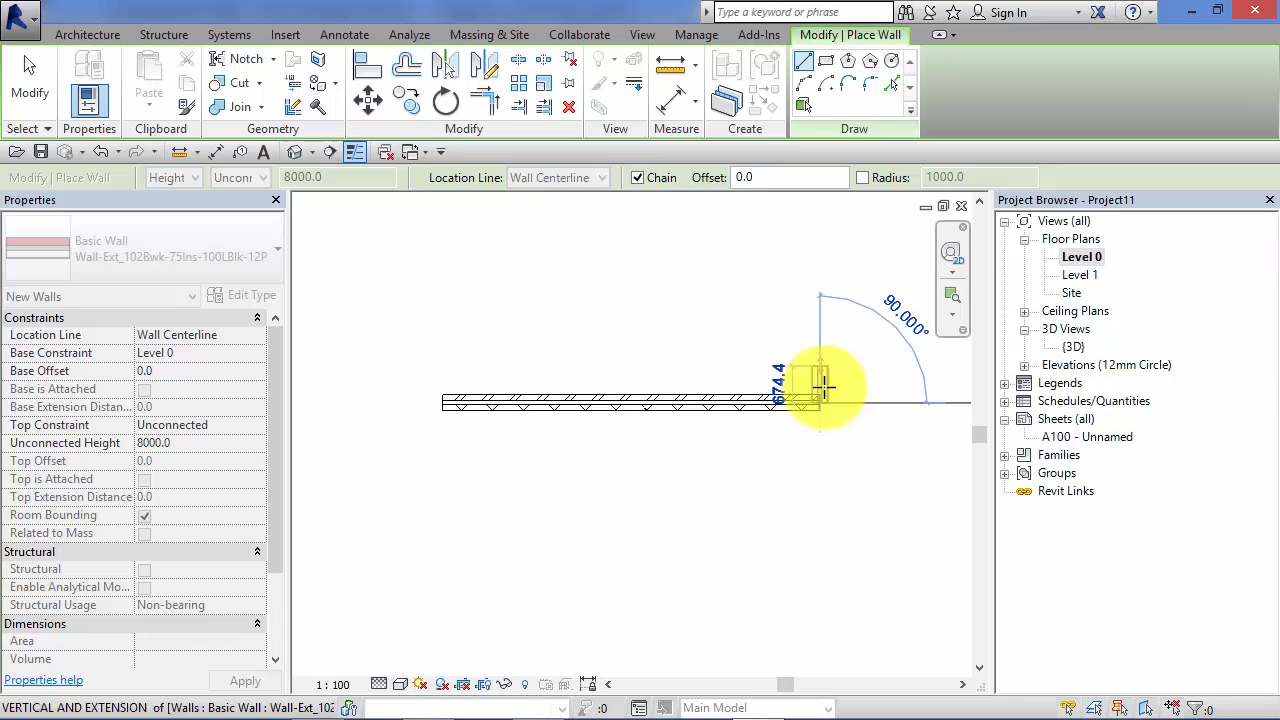 Type a keyword or phrase
Sign In
Architecture
Structure
Systems
Insert
Annotate
Analyze
Massing & Site
Collaborate
View
Manage
Add-Ins
Modify | Place Wall
Modify
Paste
Notch
Cut
Join
Select
Properties
Clipboard
Geometry
Modify
View
Measure
Create
Draw
Modify | Place Wall
Height
Unconr
8000.0
Location Line:
Wall Centerline
Chain
Offset:
0.0
Radius:
1000.0
Properties
Basic Wall
Wall-Ext_102Bwk-75Ins-100LBlk-12P
New Walls
Edit Type
Constraints
Location Line Wall Centerline
Base Constraint Level 0
Base Offset 0.0
Base is Attached
Base Extension Distan... 0.0
Top Constraint Unconnected
Unconnected Height 8000.0
Top Offset 0.0
Top is Attached
Top Extension Distance 0.0
Room Bounding
Related to Mass
Structural
Structural
Enable Analytical Mo...
Structural Usage Non-bearing
Dimensions
Area
Volume
Properties help
Apply
90.000°
674.4
2D
Project Browser - Project11
Views (all)
Floor Plans
Level 0
Level 1
Site
Ceiling Plans
3D Views
{3D}
Elevations (12mm Circle)
Legends
Schedules/Quantities
Sheets (all)
A100 - Unnamed
Families
Groups
Revit Links
1 : 100
VERTICAL AND EXTENSION of [Walls : Basic Wall : Wall-Ext_102
:0
Main Model
:0